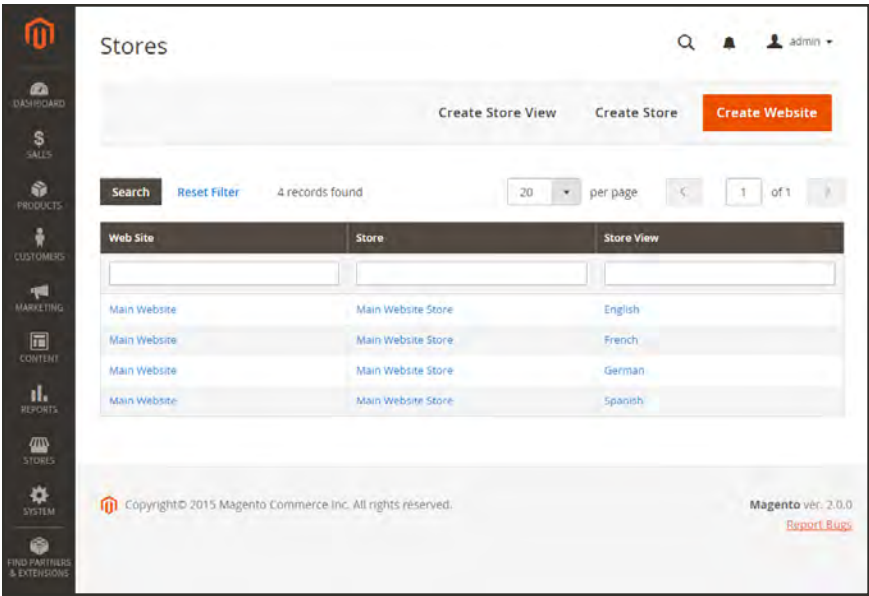 Stores
admin
DASHBOARD
SALES
PRODUCTS
CUSTOMERS
MARKETING
CONTENT
REPORTS
STORES
SYSTEM
FIND PARTNERS
& EXTENSIONS
Create Store View Create Store Create Website
Search Reset Filter 4 records found 20 per page 1 of 1
Web Site Store Store View
Main Website Main Website Store English
Main Website Main Website Store French
Main Website Main Website Store German
Main Website Main Website Store Spanish
Copyright© 2015 Magento Commerce Inc. All rights reserved. Magento ver. 2.0.0
Report Bugs